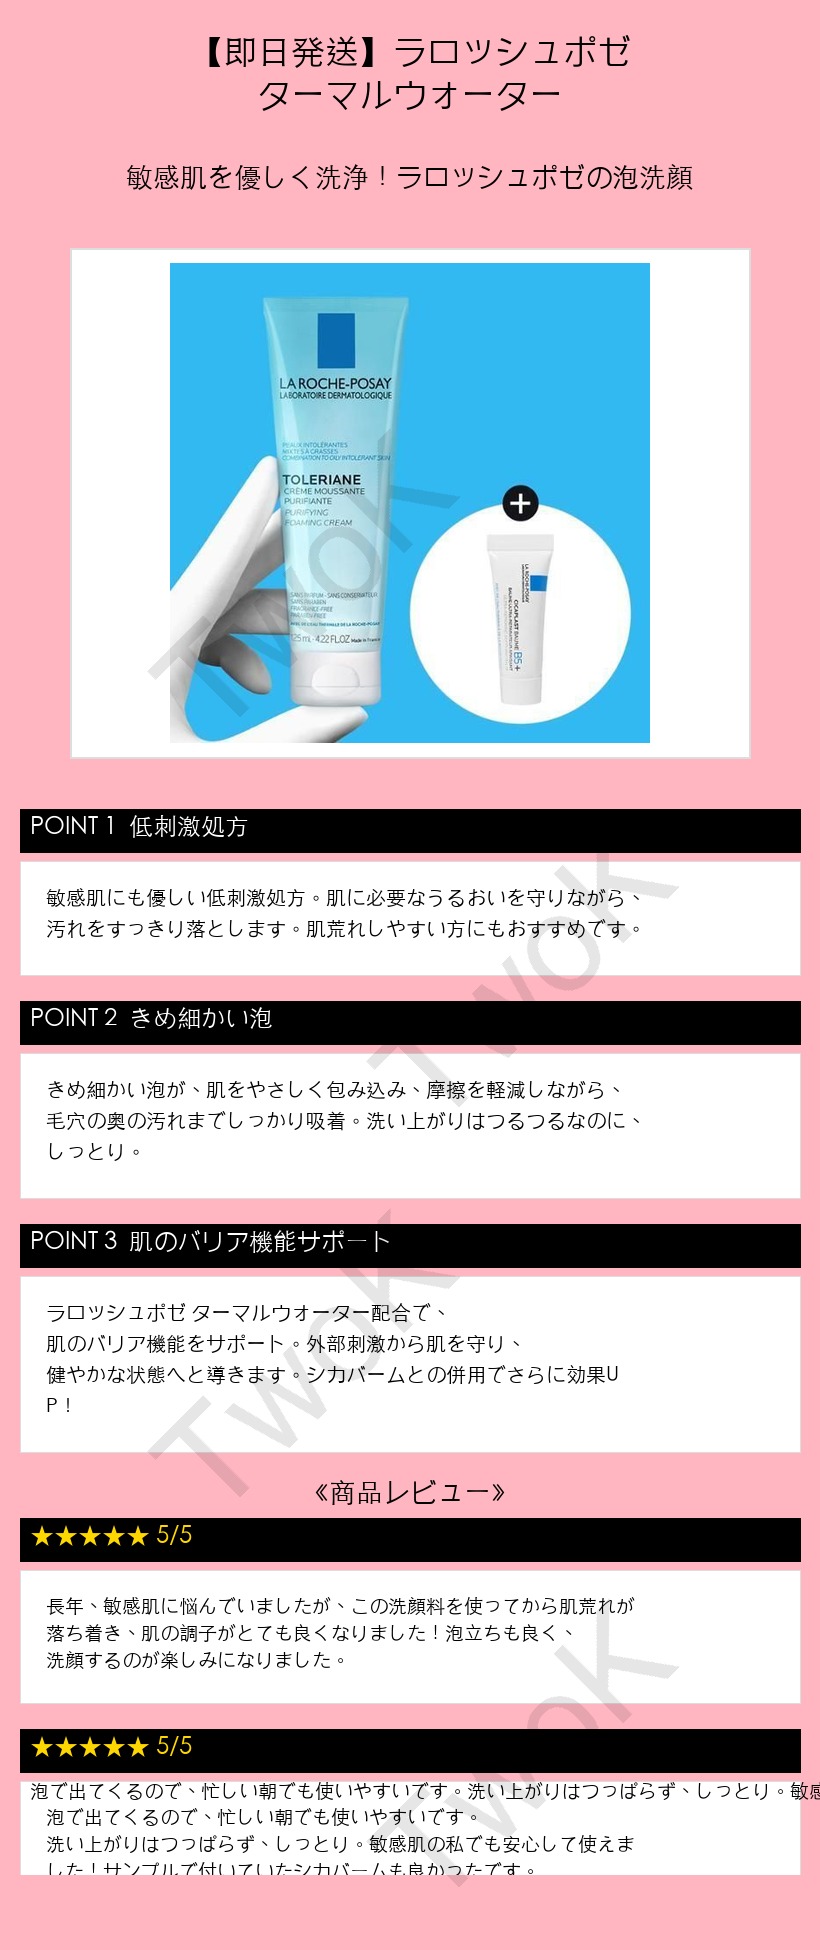 【即日発送】ラロッシュポゼ
ターマルウォーター
敏感肌を優しく洗浄！ラロッシュポゼの泡洗顔
LA ROCHE-POSAY
LABORATOIRE DERMATOLOGIQUE
PEAUX INTOLÉRANTES
MIXTES À GRASSES
COMBINATION TO OILY INTOLERANT SKIN
TOLERIANE
CRÈME MOUSSANTE
PURIFIANTE
PURIFYING
FOAMING CREAM
SANS PARFUM - SANS CONSERVATEUR
SANS PARABEN
FRAGRANCE-FREE
PARABEN-FREE
125 mL - 4.22 FL.OZ Made in France
+
LA ROCHE-POSAY
CICAPLAST BAUME B5+
TwoK
POINT 1 低刺激処方
敏感肌にも優しい低刺激処方。肌に必要なうるおいを守りながら、
汚れをすっきり落とします。肌荒れしやすい方にもおすすめです。
TwoK
POINT 2 きめ細かい泡
きめ細かい泡が、肌をやさしく包み込み、摩擦を軽減しながら、
毛穴の奥の汚れまでしっかり吸着。洗い上がりはつるつるなのに、
しっとり。
POINT 3 肌のバリア機能サポート
ラロッシュポゼ ターマルウォーター配合で、
肌のバリア機能をサポート。外部刺激から肌を守り、
健やかな状態へと導きます。シカバームとの併用でさらに効果U
P！
TwoK
《商品レビュー》
★★★★★ 5/5
長年、敏感肌に悩んでいましたが、この洗顔料を使ってから肌荒れが
落ち着き、肌の調子がとても良くなりました！泡立ちも良く、
洗顔するのが楽しみになりました。
TwoK
★★★★★ 5/5
泡で出てくるので、忙しい朝でも使いやすいです。洗い上がりはつっぱらず、しっとり。敏感
泡で出てくるので、忙しい朝でも使いやすいです。
洗い上がりはつっぱらず、しっとり。敏感肌の私でも安心して使えま
した！サンプルで付いていたシカバームも良かったです。